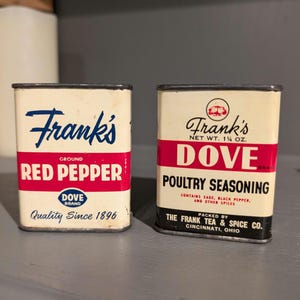 Frank's
GROUND
RED PEPPER
DOVE
BRAND
Quality Since 1896
Frank's
NET WT. 1¼ OZ.
DOVE
POULTRY SEASONING
CONTAINS SAGE, BLACK PEPPER,
AND OTHER SPICES
PACKED BY
THE FRANK TEA & SPICE CO.
CINCINNATI, OHIO